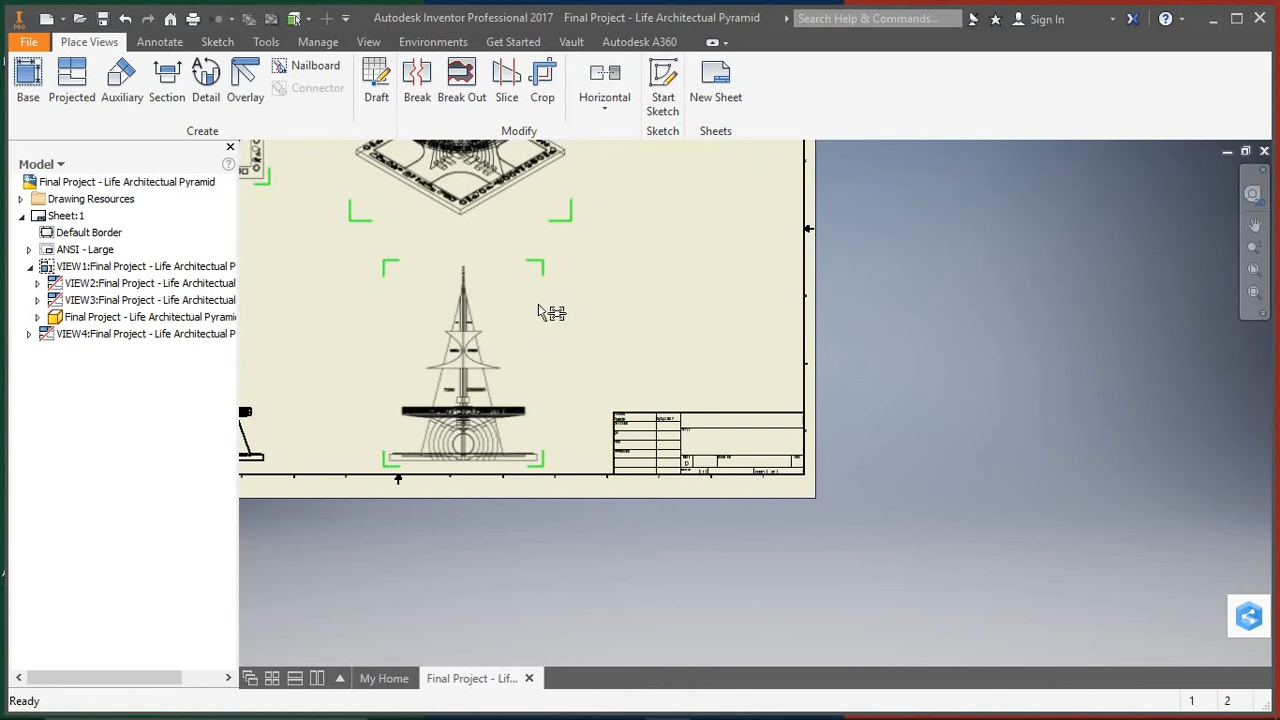 PRO
Autodesk Inventor Professional 2017 Final Project - Life Architectual Pyramid
Search Help & Commands...
Sign In
File Place Views Annotate Sketch Tools Manage View Environments Get Started Vault Autodesk A360
Base Projected Auxiliary Section Detail Overlay Nailboard Connector Draft Break Break Out Slice Crop Horizontal Start Sketch New Sheet
Create Modify Sketch Sheets
Model
Final Project - Life Architectual Pyramid
Drawing Resources
Sheet:1
Default Border
ANSI - Large
VIEW1:Final Project - Life Architectual P
VIEW2:Final Project - Life Architectual P
VIEW3:Final Project - Life Architectual P
Final Project - Life Architectual Pyramid
VIEW4:Final Project - Life Architectual P
D
My Home Final Project - Lif...
Ready 1 2